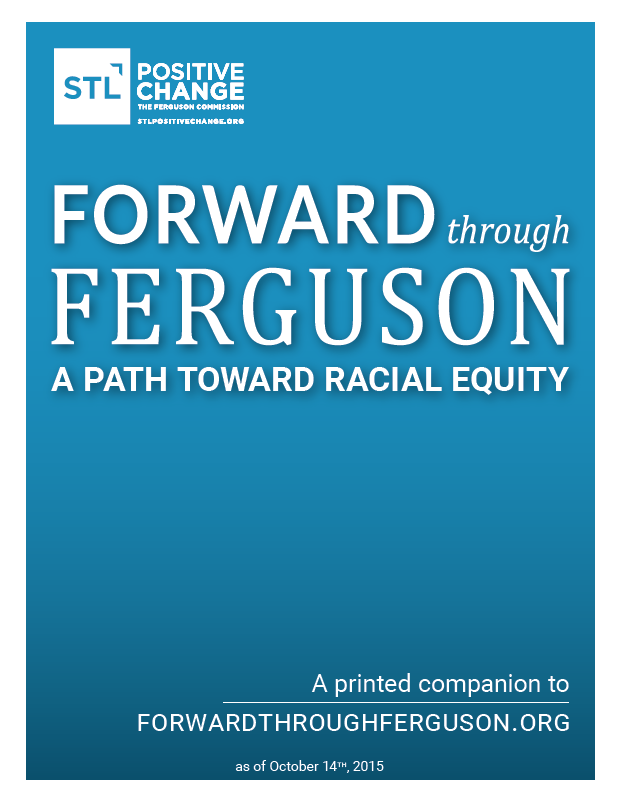 STL
POSITIVE
CHANGE
THE FERGUSON COMMISSION
STLPOSITIVECHANGE.ORG
FORWARD through
FERGUSON
A PATH TOWARD RACIAL EQUITY
A printed companion to
FORWARDTHROUGHFERGUSON.ORG
as of October 14TH, 2015